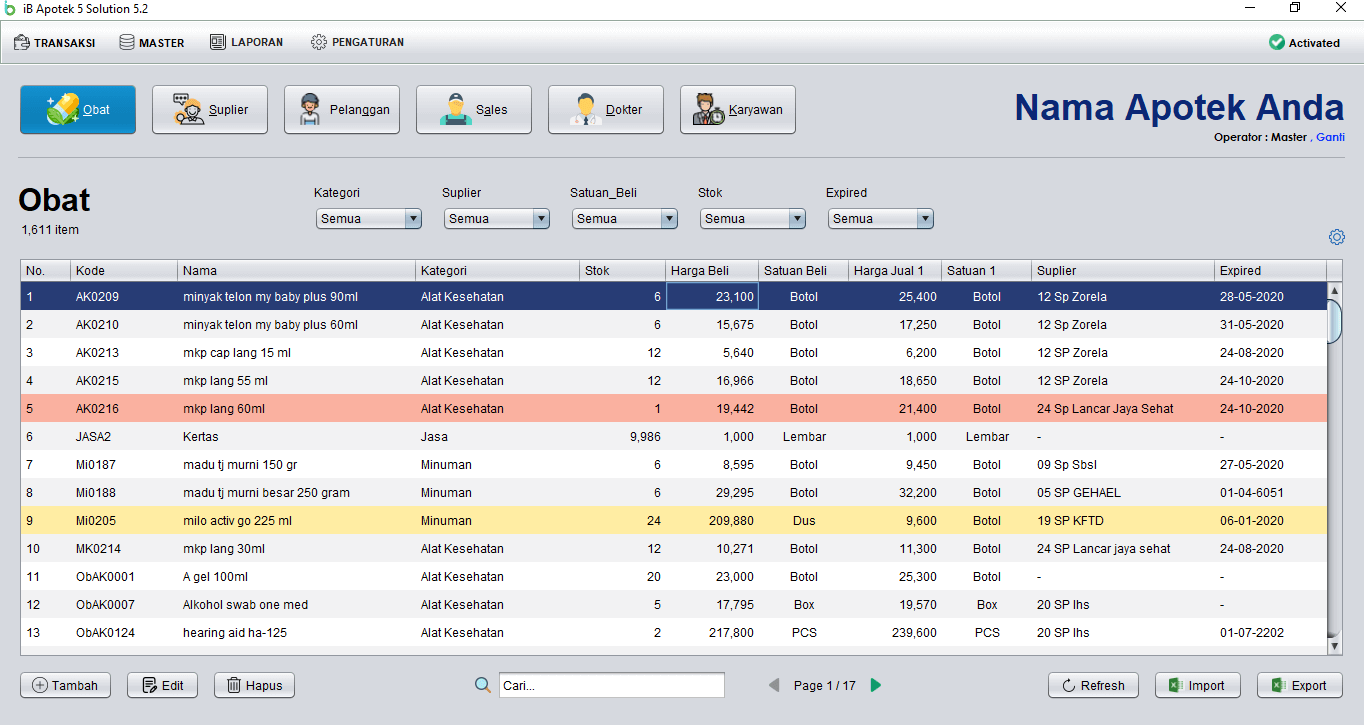 iB Apotek 5 Solution 5.2
TRANSAKSI MASTER LAPORAN PENGATURAN Activated
Obat Suplier Pelanggan Sales Dokter Karyawan
Nama Apotek Anda
Operator : Master , Ganti
Obat
1,611 item
Kategori Suplier Satuan_Beli Stok Expired
Semua Semua Semua Semua Semua
No. Kode Nama Kategori Stok Harga Beli Satuan Beli Harga Jual 1 Satuan 1 Suplier Expired
1 AK0209 minyak telon my baby plus 90ml Alat Kesehatan 6 23,100 Botol 25,400 Botol 12 Sp Zorela 28-05-2020
2 AK0210 minyak telon my baby plus 60ml Alat Kesehatan 6 15,675 Botol 17,250 Botol 12 Sp Zorela 31-05-2020
3 AK0213 mkp cap lang 15 ml Alat Kesehatan 12 5,640 Botol 6,200 Botol 12 SP Zorela 24-08-2020
4 AK0215 mkp lang 55 ml Alat Kesehatan 12 16,966 Botol 18,650 Botol 12 SP Zorela 24-10-2020
5 AK0216 mkp lang 60ml Alat Kesehatan 1 19,442 Botol 21,400 Botol 24 Sp Lancar Jaya Sehat 24-10-2020
6 JASA2 Kertas Jasa 9,986 1,000 Lembar 1,000 Lembar - -
7 Mi0187 madu tj murni 150 gr Minuman 6 8,595 Botol 9,450 Botol 09 Sp Sbsl 27-05-2020
8 Mi0188 madu tj murni besar 250 gram Minuman 6 29,295 Botol 32,200 Botol 05 SP GEHAEL 01-04-6051
9 Mi0205 milo activ go 225 ml Minuman 24 209,880 Dus 9,600 Botol 19 SP KFTD 06-01-2020
10 MK0214 mkp lang 30ml Alat Kesehatan 12 10,271 Botol 11,300 Botol 24 SP Lancar jaya sehat 24-08-2020
11 ObAK0001 A gel 100ml Alat Kesehatan 20 23,000 Botol 25,300 Botol - -
12 ObAK0007 Alkohol swab one med Alat Kesehatan 5 17,795 Box 19,570 Box 20 SP Ihs -
13 ObAK0124 hearing aid ha-125 Alat Kesehatan 2 217,800 PCS 239,600 PCS 20 SP Ihs 01-07-2202
Tambah Edit Hapus Cari... Page 1 / 17 Refresh Import Export